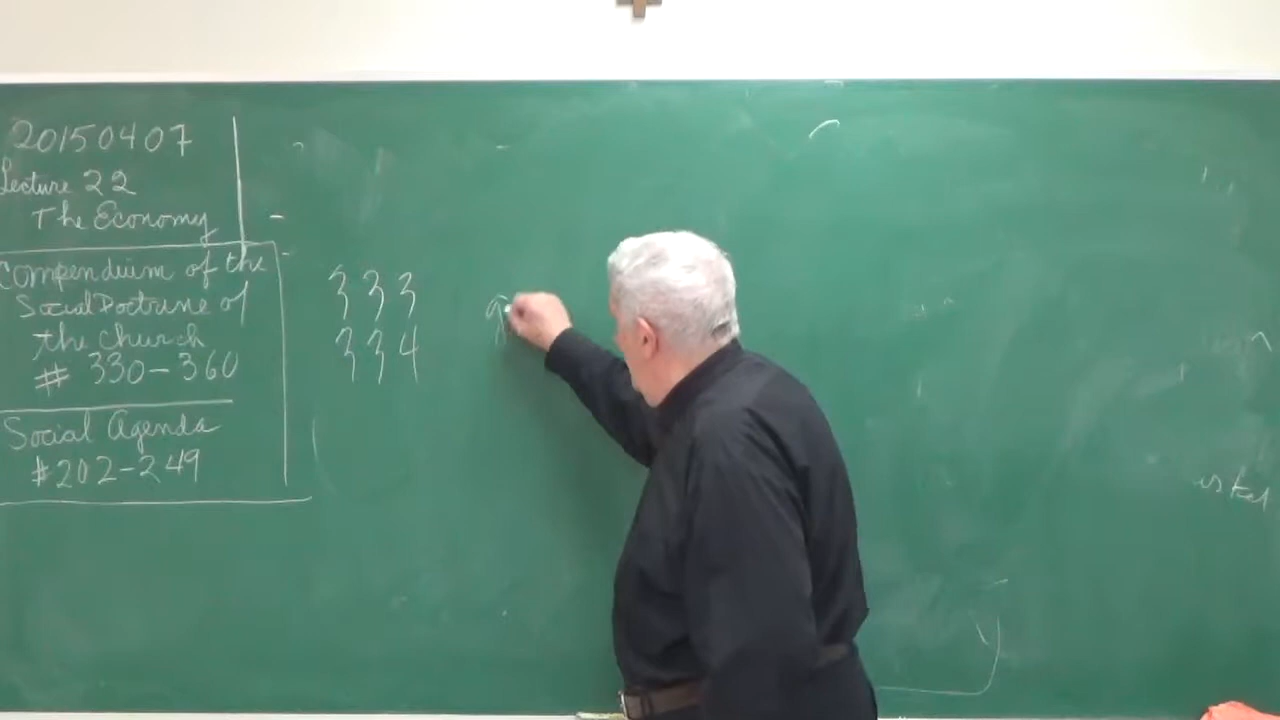 20150407
Lecture 22
The Economy
Compendium of the
Social Doctrine of
the Church
# 330-360
Social Agenda
#202-249
333
334
g
is